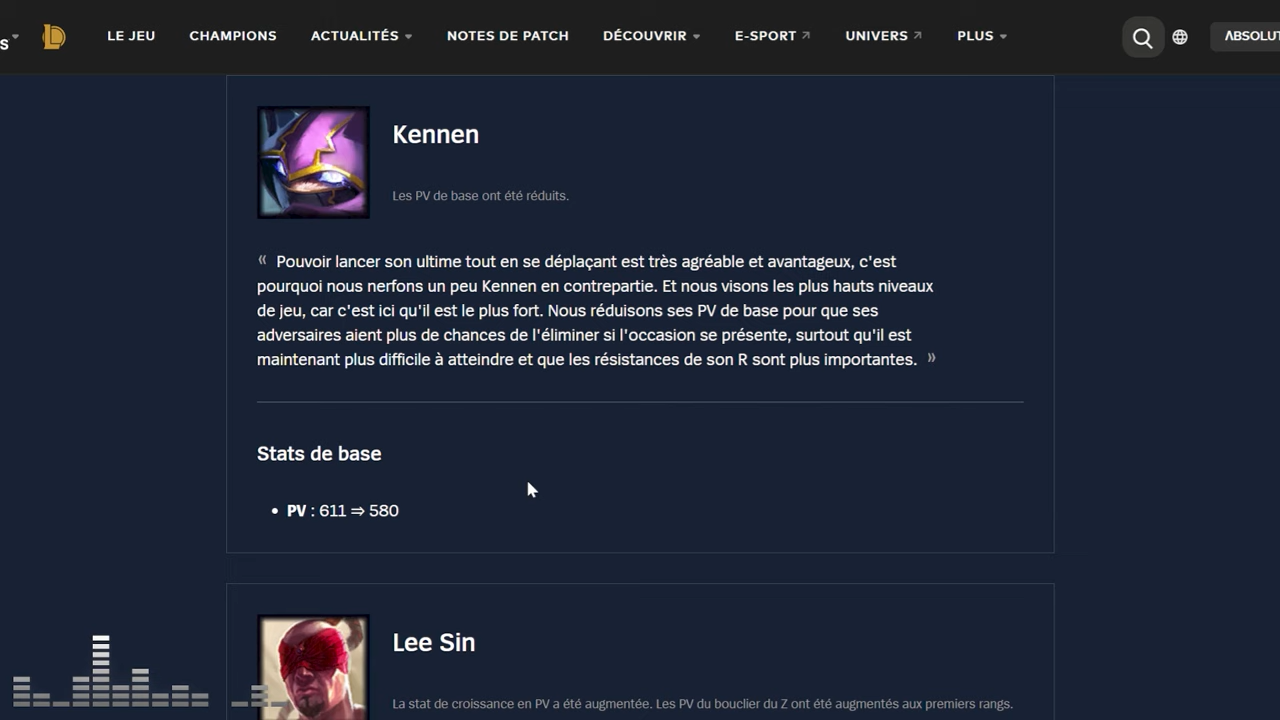 S
LE JEU CHAMPIONS ACTUALITÉS NOTES DE PATCH DÉCOUVRIR E-SPORT UNIVERS PLUS ABSOLUT
Kennen
Les PV de base ont été réduits.
« Pouvoir lancer son ultime tout en se déplaçant est très agréable et avantageux, c'est
pourquoi nous nerfons un peu Kennen en contrepartie. Et nous visons les plus hauts niveaux
de jeu, car c'est ici qu'il est le plus fort. Nous réduisons ses PV de base pour que ses
adversaires aient plus de chances de l'éliminer si l'occasion se présente, surtout qu'il est
maintenant plus difficile à atteindre et que les résistances de son R sont plus importantes. »
Stats de base
• PV : 611 ⇒ 580
Lee Sin
La stat de croissance en PV a été augmentée. Les PV du bouclier du Z ont été augmentés aux premiers rangs.